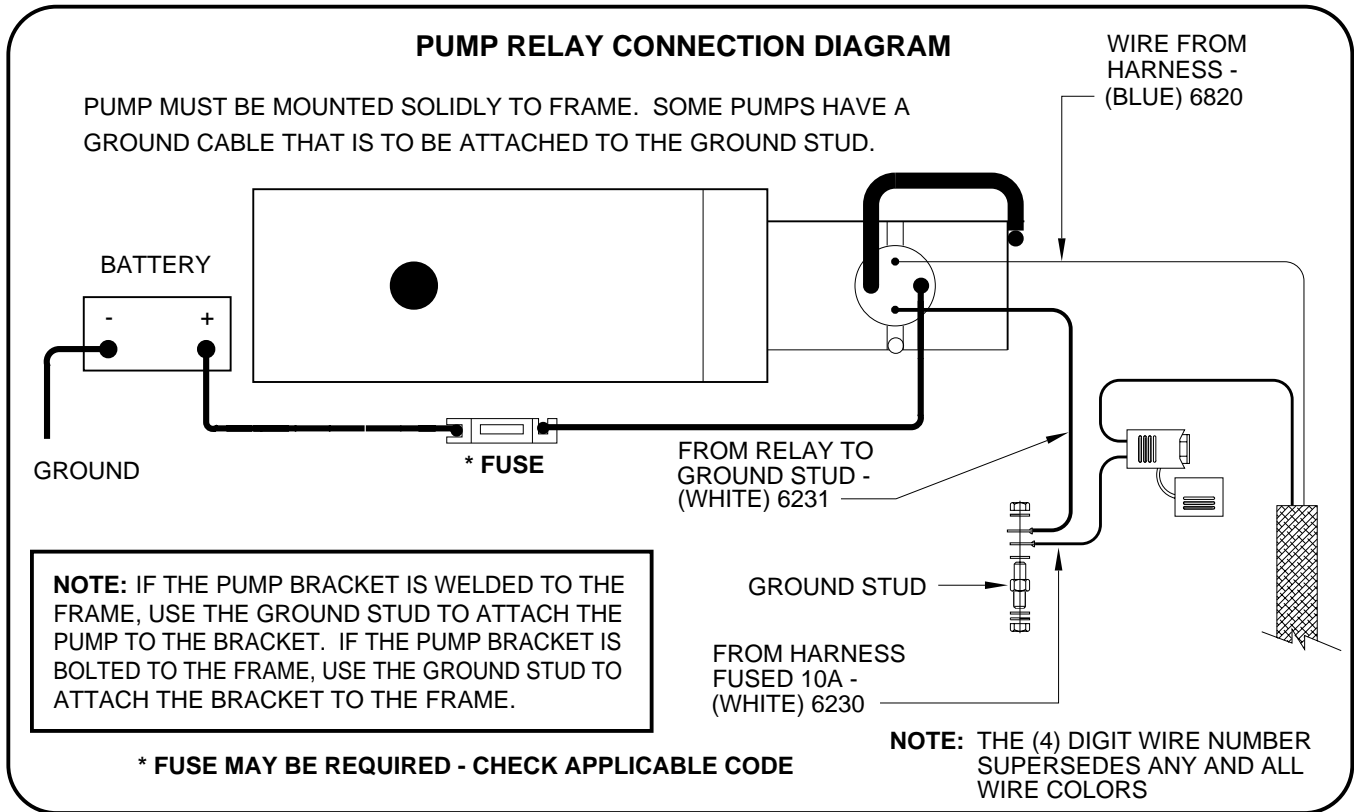 PUMP RELAY CONNECTION DIAGRAM
WIRE FROM
HARNESS -
(BLUE) 6820
PUMP MUST BE MOUNTED SOLIDLY TO FRAME.  SOME PUMPS HAVE A
GROUND CABLE THAT IS TO BE ATTACHED TO THE GROUND STUD.
BATTERY
- +
GROUND
* FUSE
FROM RELAY TO
GROUND STUD -
(WHITE) 6231
GROUND STUD
FROM HARNESS
FUSED 10A -
(WHITE) 6230
NOTE: IF THE PUMP BRACKET IS WELDED TO THE
FRAME, USE THE GROUND STUD TO ATTACH THE
PUMP TO THE BRACKET.  IF THE PUMP BRACKET IS
BOLTED TO THE FRAME, USE THE GROUND STUD TO
ATTACH THE BRACKET TO THE FRAME.
* FUSE MAY BE REQUIRED - CHECK APPLICABLE CODE
NOTE: THE (4) DIGIT WIRE NUMBER
SUPERSEDES ANY AND ALL
WIRE COLORS